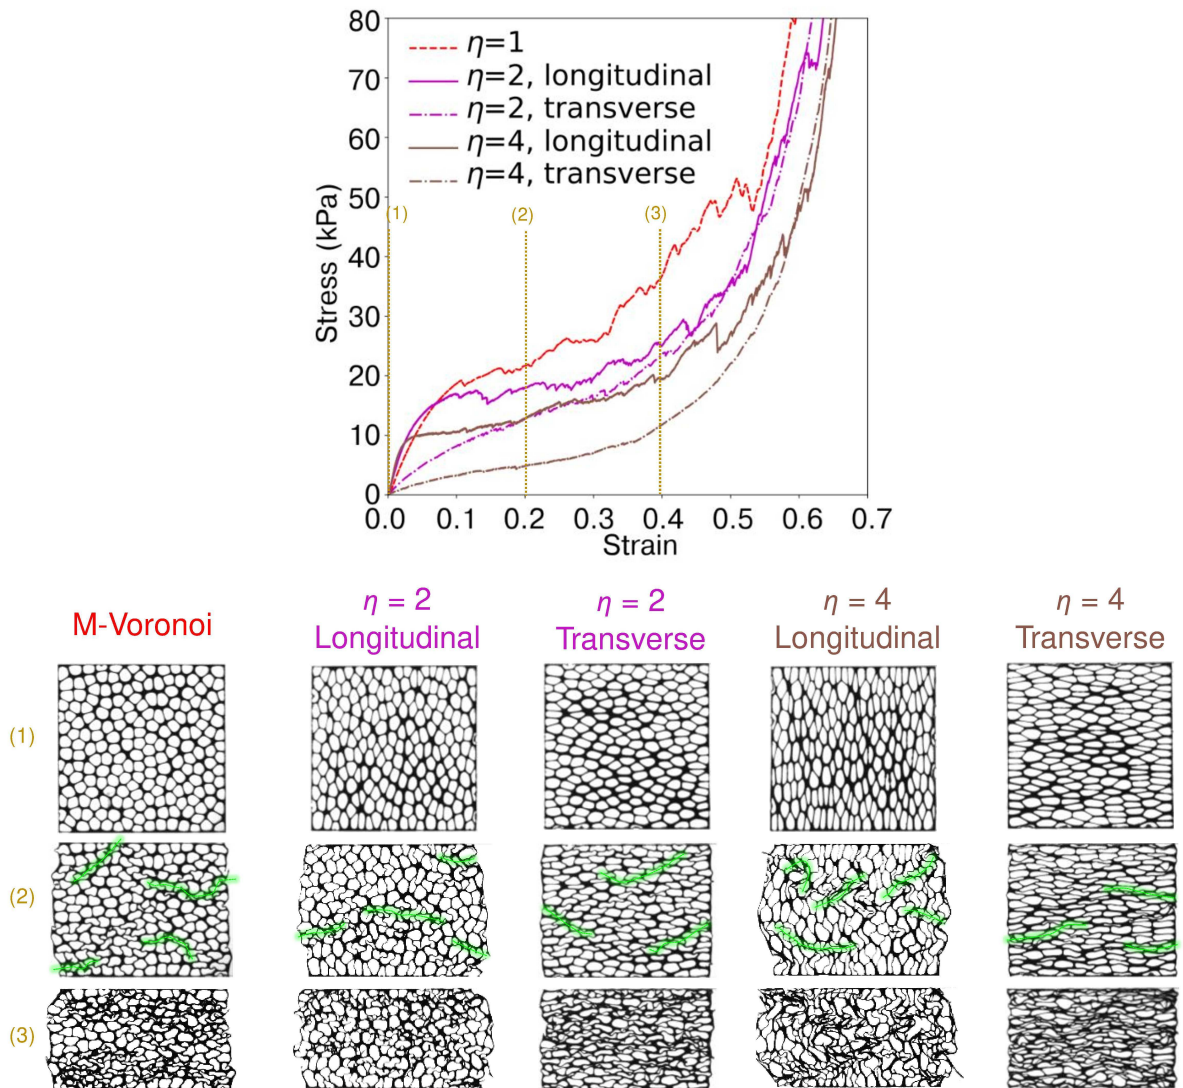 80
η=1
70
η=2, longitudinal
η=2, transverse
60
η=4, longitudinal
η=4, transverse
50
(1)
(2)
(3)
40
30
20
10
0
Stress (kPa)
0.0 0.1 0.2 0.3 0.4 0.5 0.6 0.7
Strain
M-Voronoi
η = 2
Longitudinal
η = 2
Transverse
η = 4
Longitudinal
η = 4
Transverse
(1)
(2)
(3)